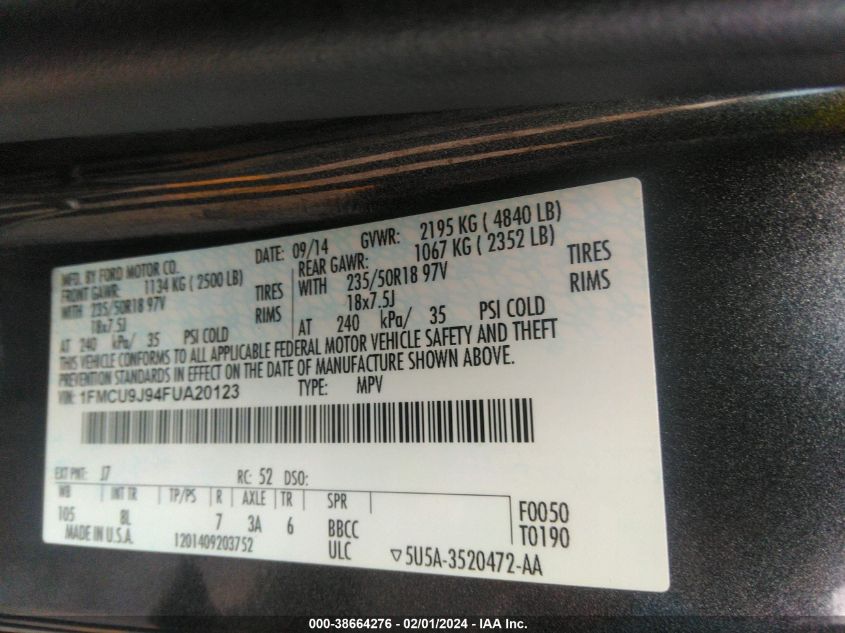 MFD. BY FORD MOTOR CO.
DATE: 09/14 GVWR: 2195 KG ( 4840 LB)
FRONT GAWR: 1134 KG ( 2500 LB) REAR GAWR: 1067 KG ( 2352 LB)
WITH 235/50R18 97V TIRES WITH 235/50R18 97V TIRES
18x7.5J RIMS 18x7.5J RIMS
AT 240 kPa/ 35 PSI COLD AT 240 kPa/ 35 PSI COLD
THIS VEHICLE CONFORMS TO ALL APPLICABLE FEDERAL MOTOR VEHICLE SAFETY AND THEFT
PREVENTION STANDARDS IN EFFECT ON THE DATE OF MANUFACTURE SHOWN ABOVE.
VIN: 1FMCU9J94FUA20123 TYPE: MPV
EXT PNT: J7 RC: 52 DSO:
WB INT TR TP/PS R AXLE TR SPR F0050
105 BL 7 3A 6 BBCC T0190
MADE IN U.S.A. 1201409203752 ULC ▽5U5A-3520472-AA
000-38664276 - 02/01/2024 - IAA Inc.